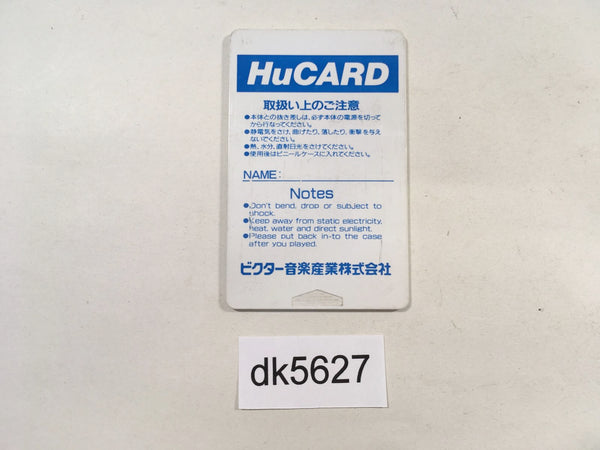 HuCARD
取扱い上のご注意
●本体との抜き差しは、必ず本体の電源を切って
から行なってください。
●静電気をさけ、曲げたり、落したり、衝撃を与え
ないでください。
●熱、水分、直射日光をさけてください。
●使用後はビニールケースに入れてください。
NAME:
Notes
●Don't bend, drop or subject to
shock.
●Keep away from static electricity,
heat, water and direct sunlight.
●Please put back in-to the case
after you played.
ビクター音楽産業株式会社
dk5627